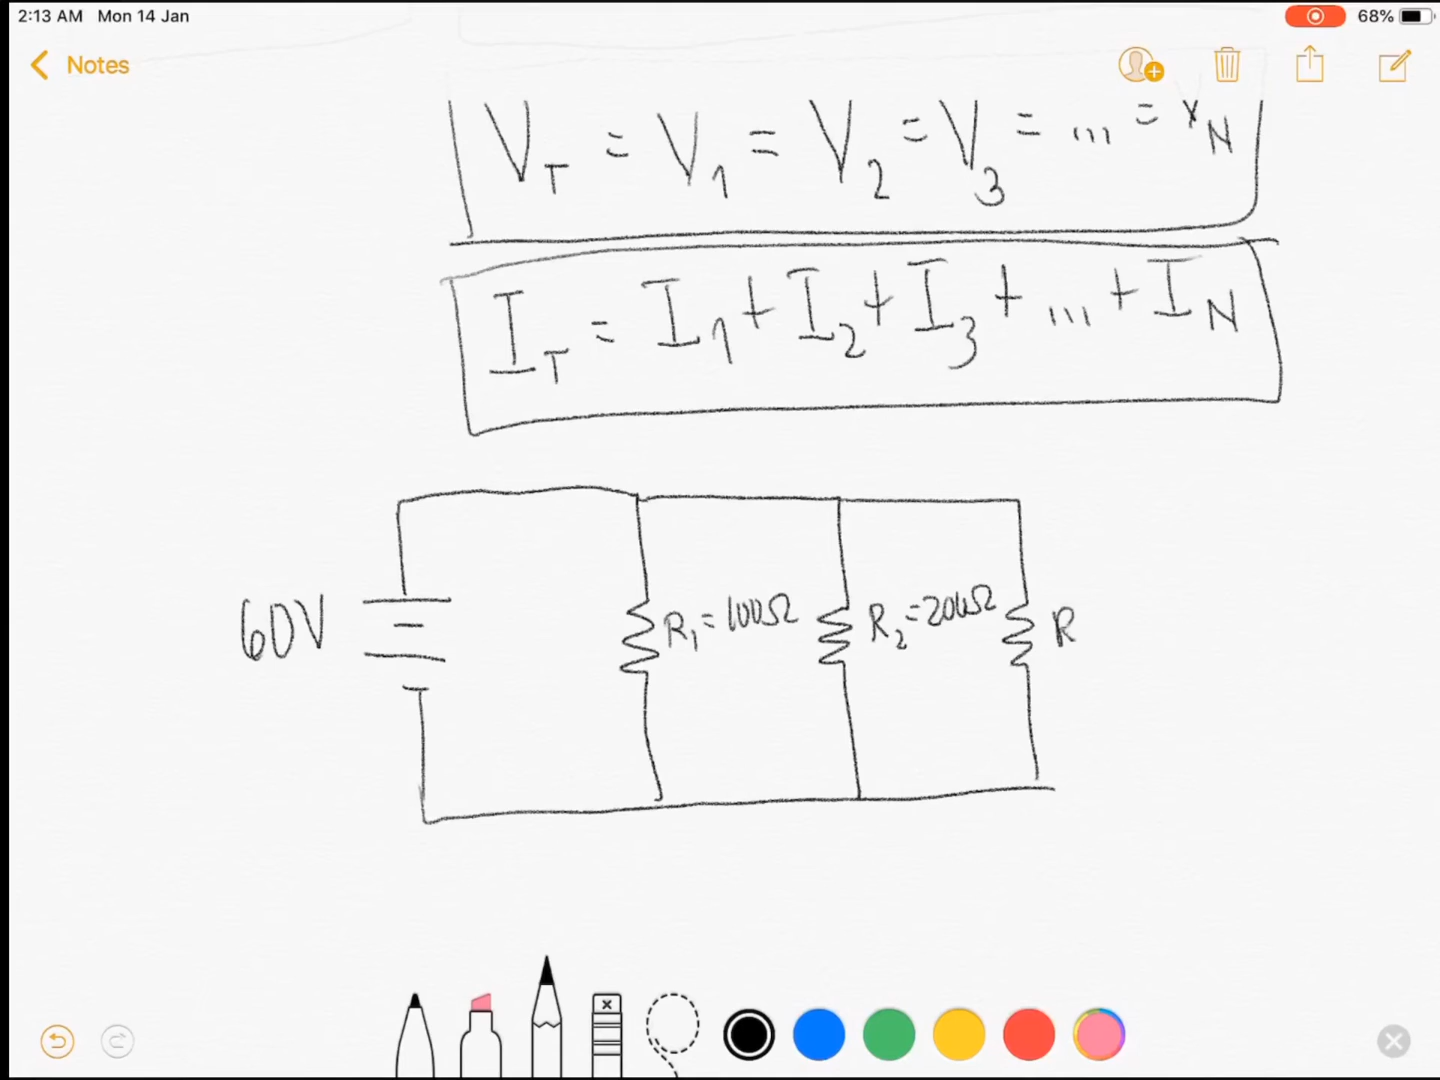 2:13 AM Mon 14 Jan
68%
Notes
V_T = V_1 = V_2 = V_3 = ... = V_N
I_T = I_1 + I_2 + I_3 + ... + I_N
60V
R_1 = 100Ω
R_2 = 200Ω
R